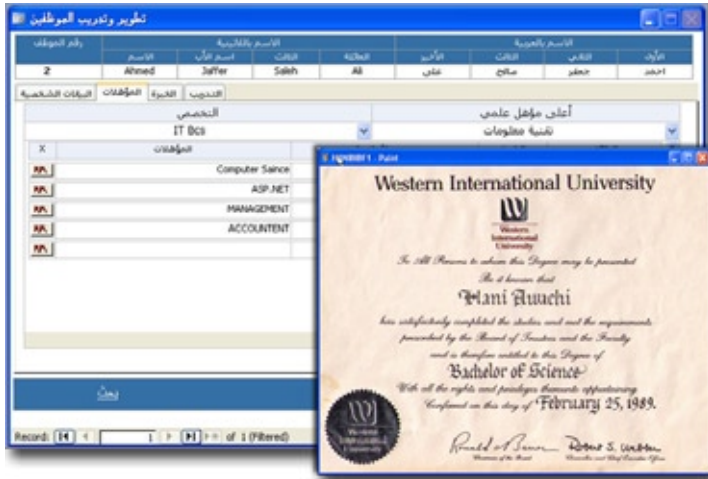 تطوير وتدريب الموظفين
رقم الموظف
الاسم باللاتينية
الاسم بالعربية
الاسم
اسم الأب
الثالث
العائلة
الأخير
الثالث
الثاني
الأول
2
Ahmed
Jaffer
Saleh
Ali
على
صالح
جعفر
احمد
البيانات الشخصية
المؤهلات
الخبرة
التدريب
التخصص
أعلى مؤهل علمي
IT Bcs
تقنية معلومات
X
المؤهلات
Computer Saince
ASP.NET
MANAGEMENT
ACCOUNTENT
بحث
Record:
1
of 1 (Filtered)
- Paint
Western International University
W
Western
International
University
To All Persons to whom this Degree may be presented
Be it known that
Hani Awachi
has satisfactorily completed the studies and met the requirements
presented by the Board of Trustees and the Faculty
and is therefore entitled to this Degree of
Bachelor of Science
With all the rights and privileges thereunto appertaining
Conferred on this day of February 25, 1989.